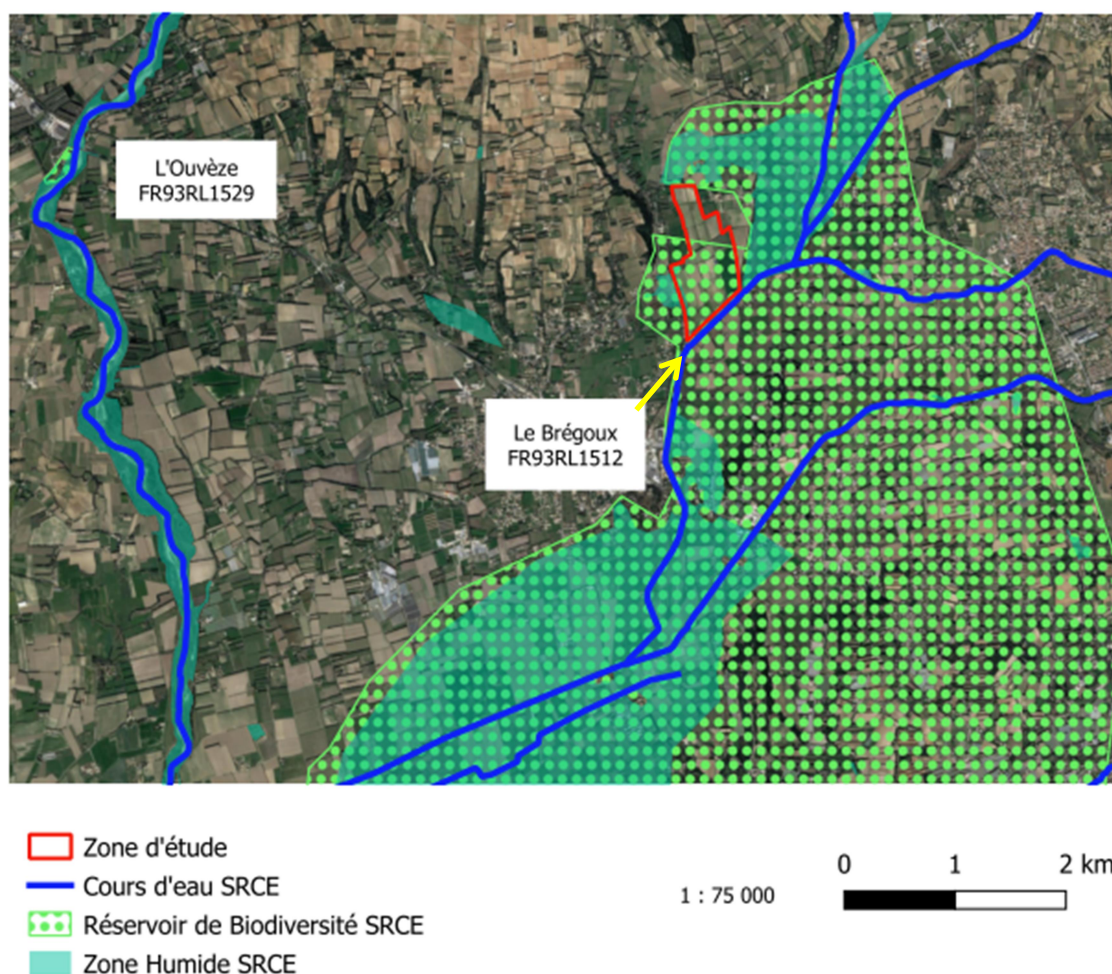 L'Ouvèze
FR93RL1529
Le Brégoux
FR93RL1512
Zone d'étude
Cours d'eau SRCE
Réservoir de Biodiversité SRCE
Zone Humide SRCE
1 : 75 000
0 1 2 km